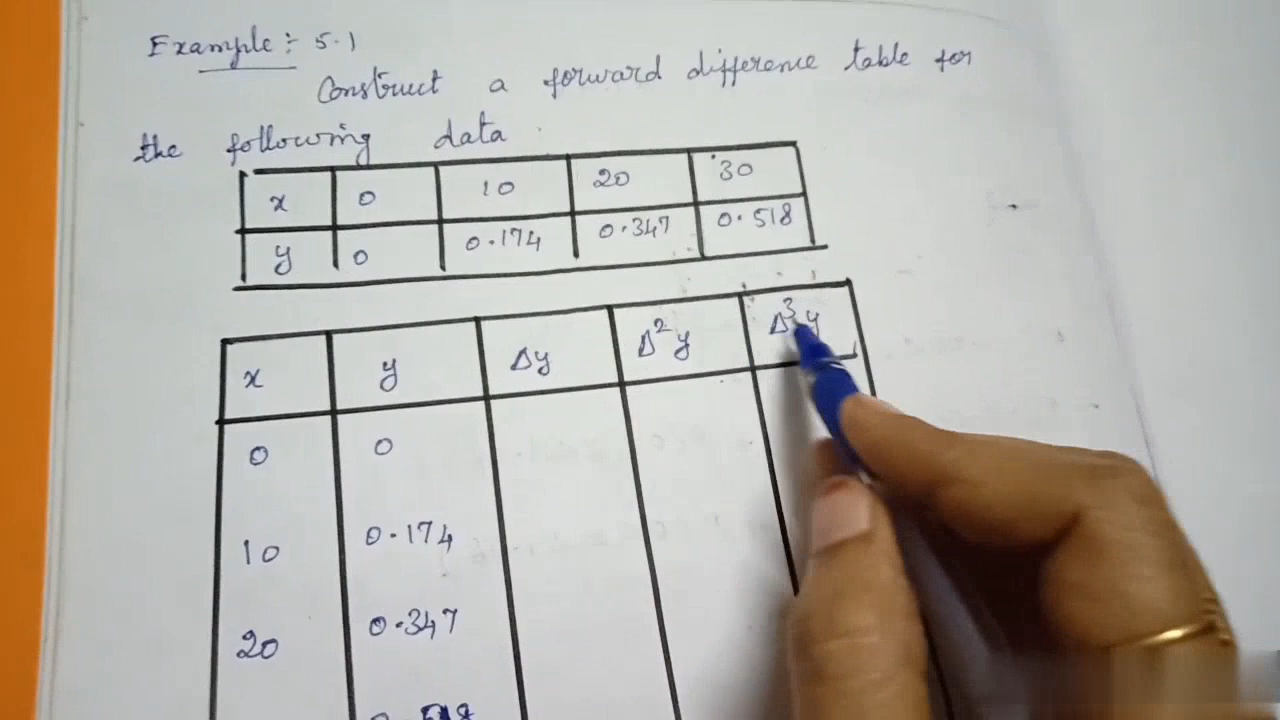 Example :- 5.1
Construct a forward difference table for
the following data
x 0 10 20 30
y 0 0.174 0.347 0.518
x y Δy Δ²y Δ³y
0 0
10 0.174
20 0.347